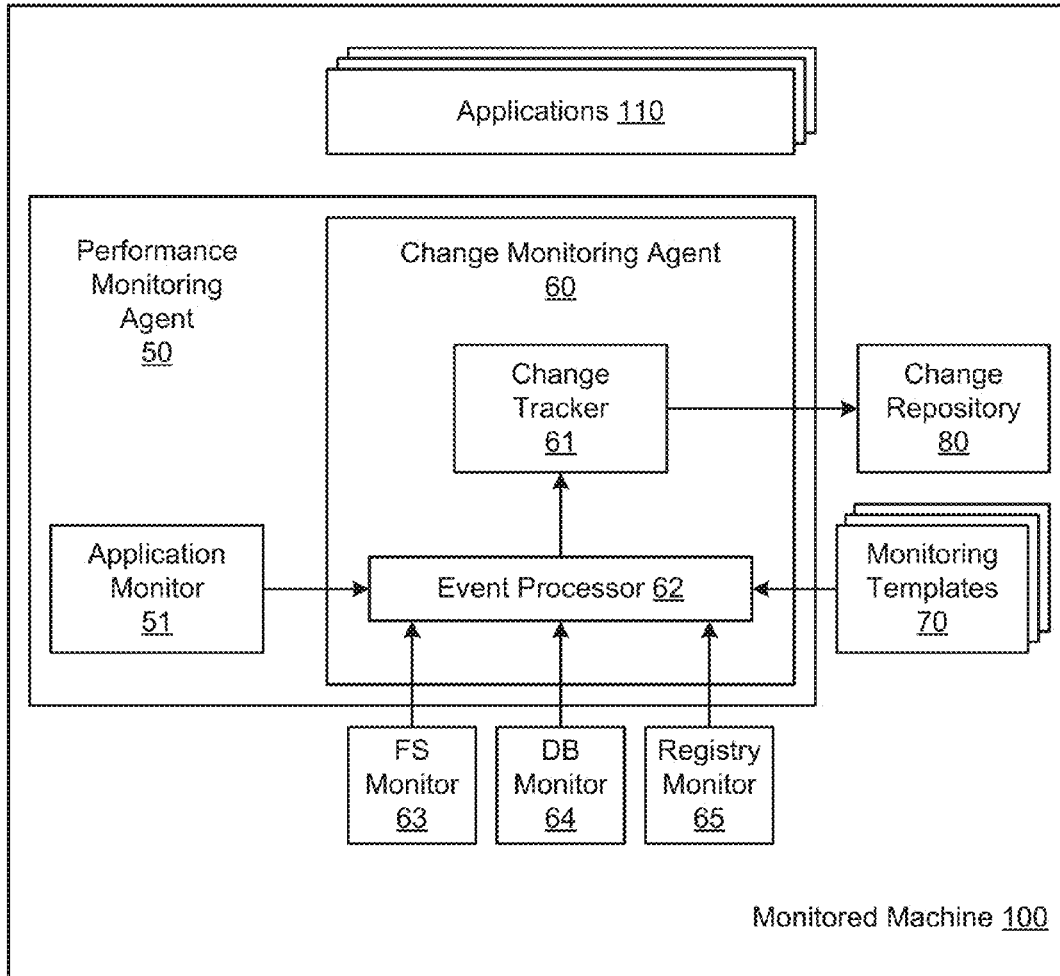 Applications 110
Performance
Monitoring
Agent
50
Change Monitoring Agent
60
Change
Tracker
61
Change
Repository
80
Application
Monitor
51
Event Processor 62
Monitoring
Templates
70
FS
Monitor
63
DB
Monitor
64
Registry
Monitor
65
Monitored Machine 100